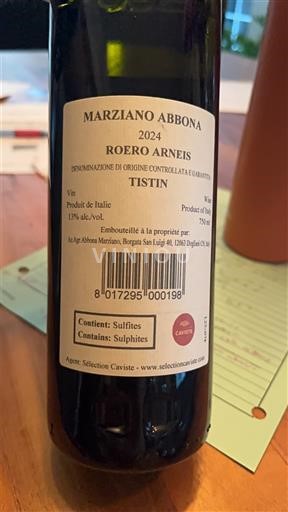 MARZIANO ABBONA
2024
ROERO ARNEIS
DENOMINAZIONE DI ORIGINE CONTROLLATA E GARANTITA
TISTIN
Vin Wine
Produit de Italie Product of Italy
13% alc./vol. 750 ml
Embouteillé à la propriété par:
Az.Agr.Abbona Marziano, Borgata San Luigi 40, 12063 Dogliani CN,
VINJOU
8 017295 000198
Contient: Sulfites
Contains: Sulphites
CAVISTE
Agent: Sélection Caviste - www.selectioncaviste.com